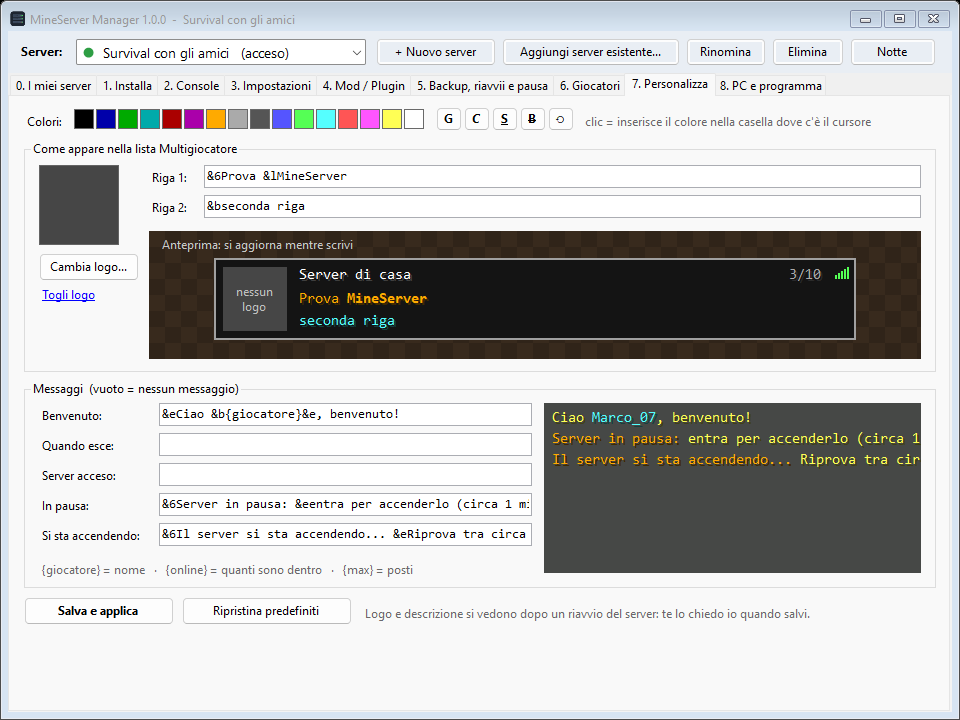 MineServer Manager 1.0.0 - Survival con gli amici
Server: Survival con gli amici (acceso) + Nuovo server Aggiungi server esistente... Rinomina Elimina Notte
0. I miei server 1. Installa 2. Console 3. Impostazioni 4. Mod / Plugin 5. Backup, riavvii e pausa 6. Giocatori 7. Personalizza 8. PC e programma
Colori: G C S B clic = inserisce il colore nella casella dove c'è il cursore
Come appare nella lista Multigiocatore
Riga 1: &6Prova &lMineServer
Riga 2: &bseconda riga
Anteprima: si aggiorna mentre scrivi
Cambia logo...
Togli logo
nessun
logo
Server di casa 3/10
Prova MineServer
seconda riga
Messaggi (vuoto = nessun messaggio)
Benvenuto: &eCiao &b{giocatore}&e, benvenuto!
Quando esce:
Server acceso:
In pausa: &6Server in pausa: &eentra per accenderlo (circa 1 mi
Si sta accendendo: &6Il server si sta accendendo... &eRiprova tra circa
{giocatore} = nome · {online} = quanti sono dentro · {max} = posti
Ciao Marco_07, benvenuto!
Server in pausa: entra per accenderlo (circa 1
Il server si sta accendendo... Riprova tra cir
Salva e applica Ripristina predefiniti Logo e descrizione si vedono dopo un riavvio del server: te lo chiedo io quando salvi.